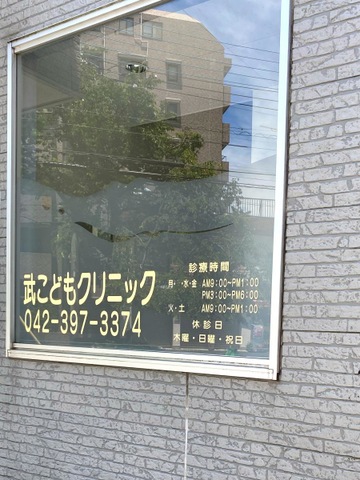 武こどもクリニック
042-397-3374
診療時間
月・水・金 AM9:00~PM1:00
PM3:00~PM6:00
火・土 AM9:00~PM1:00
休診日
木曜・日曜・祝日